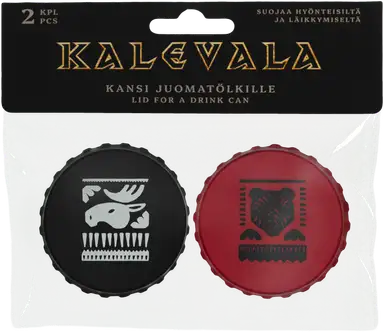 2 KPL
PCS
SUOJAA HYÖNTEISILTÄ
JA LÄIKKYMISELTÄ
KALEVALA
KANSI JUOMATÖLKILLE
LID FOR A DRINK CAN